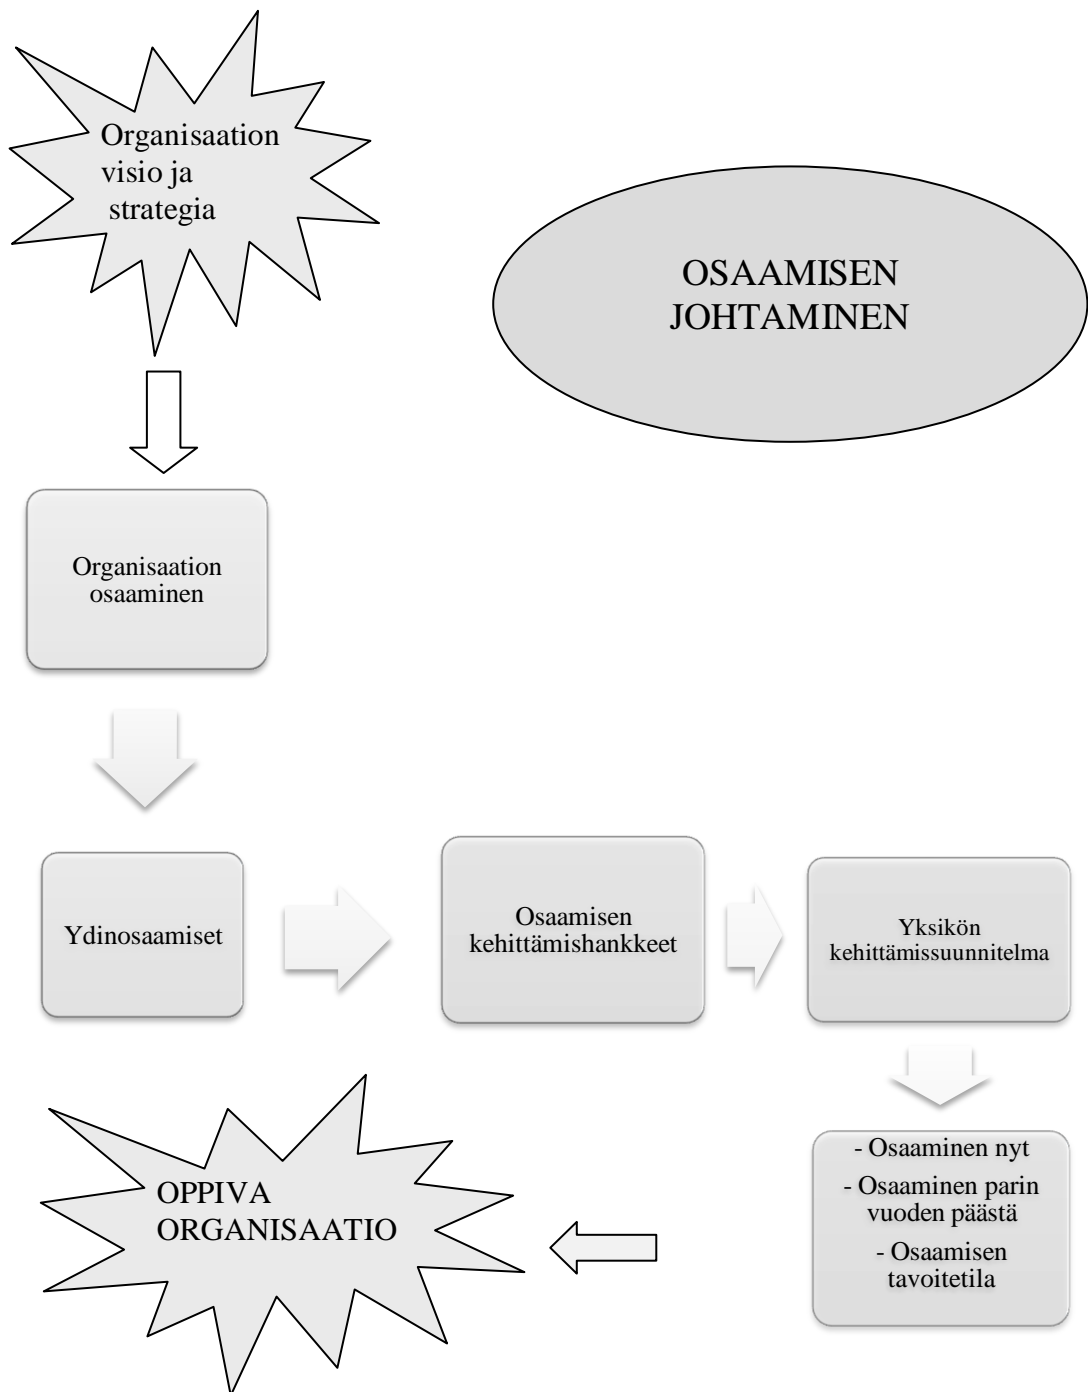 Organisaation
visio ja
strategia
OSAAMISEN
JOHTAMINEN
Organisaation
osaaminen
Ydinosaamiset
Osaamisen
kehittämishankkeet
Yksikön
kehittämissuunnitelma
- Osaaminen nyt
- Osaaminen parin
vuoden päästä
- Osaamisen
tavoitetila
OPPIVA
ORGANISAATIO